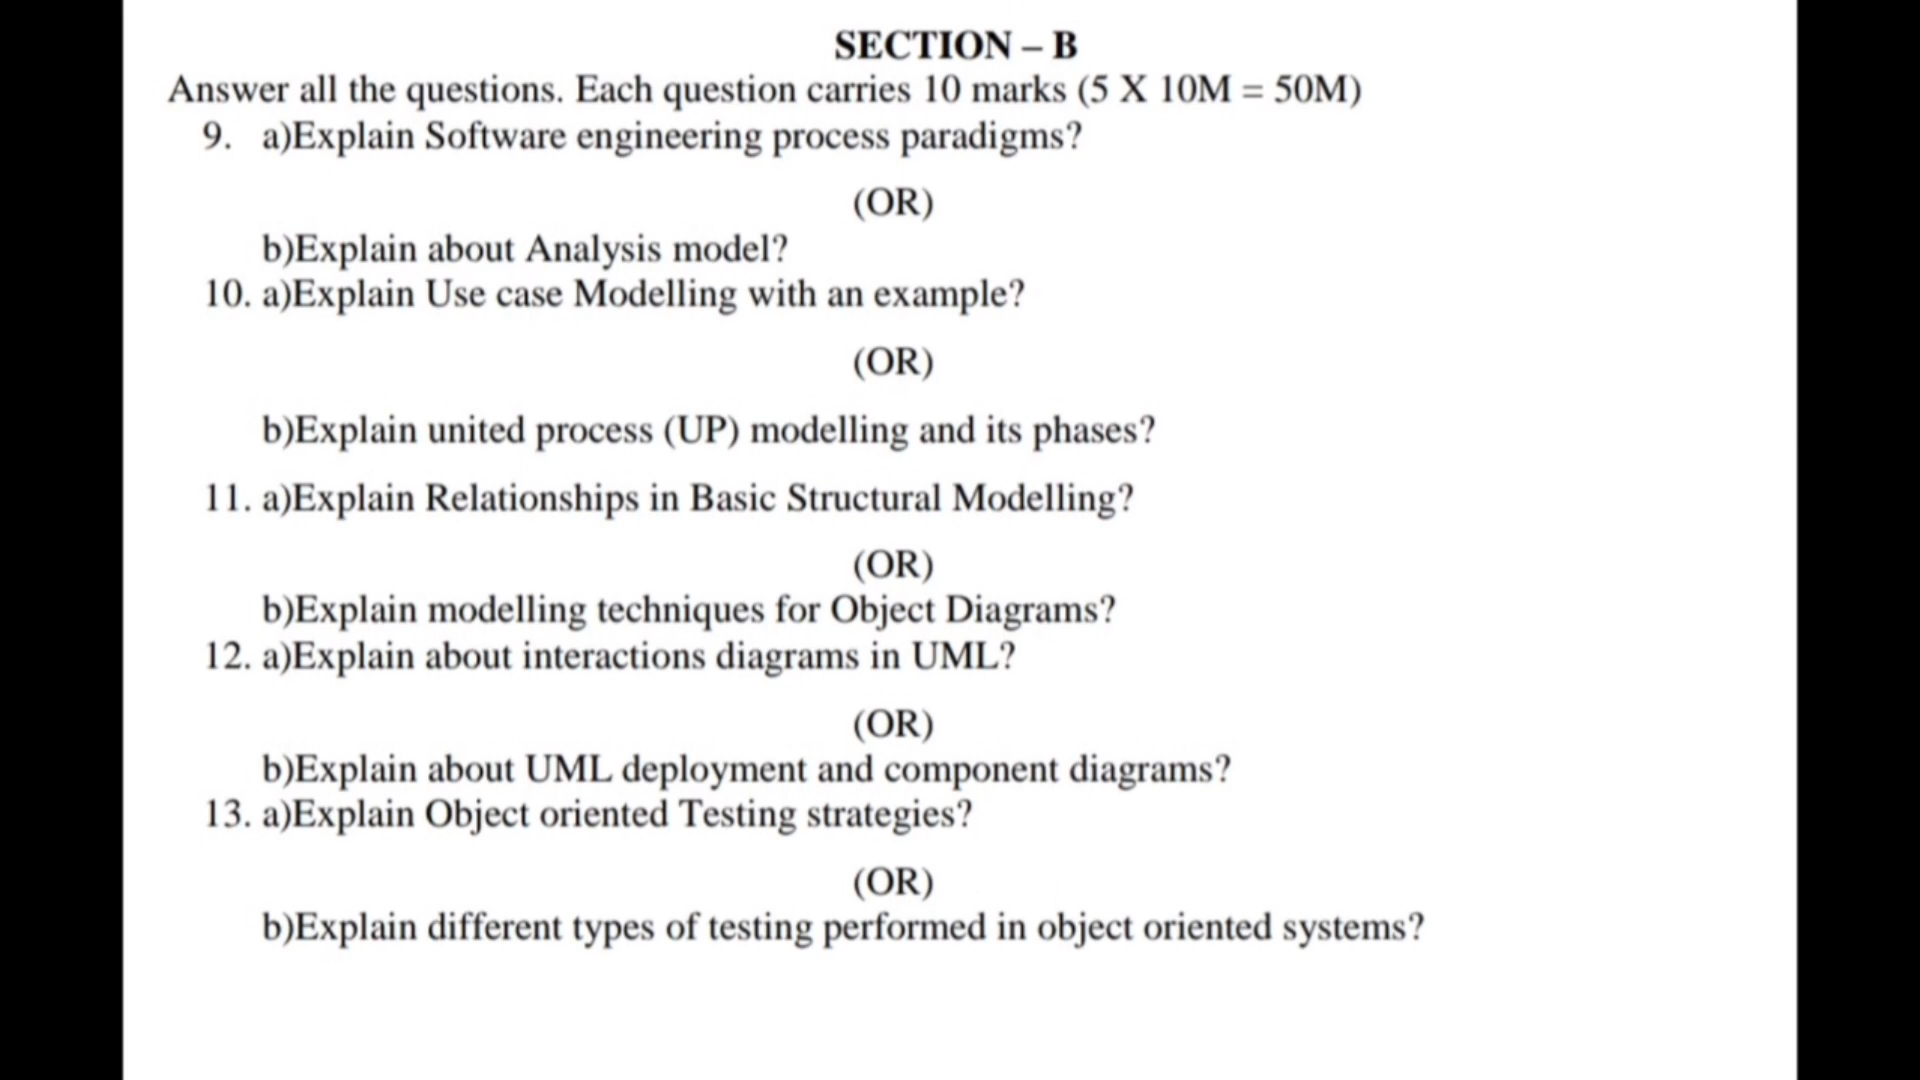 SECTION – B
Answer all the questions. Each question carries 10 marks (5 X 10M = 50M)
9. a)Explain Software engineering process paradigms?
(OR)
b)Explain about Analysis model?
10. a)Explain Use case Modelling with an example?
(OR)
b)Explain united process (UP) modelling and its phases?
11. a)Explain Relationships in Basic Structural Modelling?
(OR)
b)Explain modelling techniques for Object Diagrams?
12. a)Explain about interactions diagrams in UML?
(OR)
b)Explain about UML deployment and component diagrams?
13. a)Explain Object oriented Testing strategies?
(OR)
b)Explain different types of testing performed in object oriented systems?